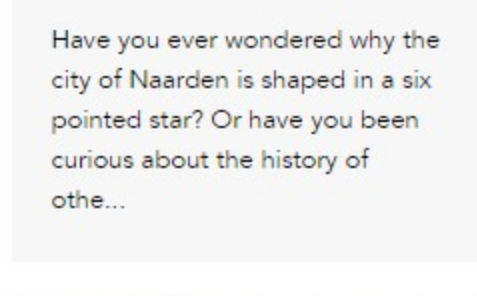 Have you ever wondered why the
city of Naarden is shaped in a six
pointed star? Or have you been
curious about the history of
othe...